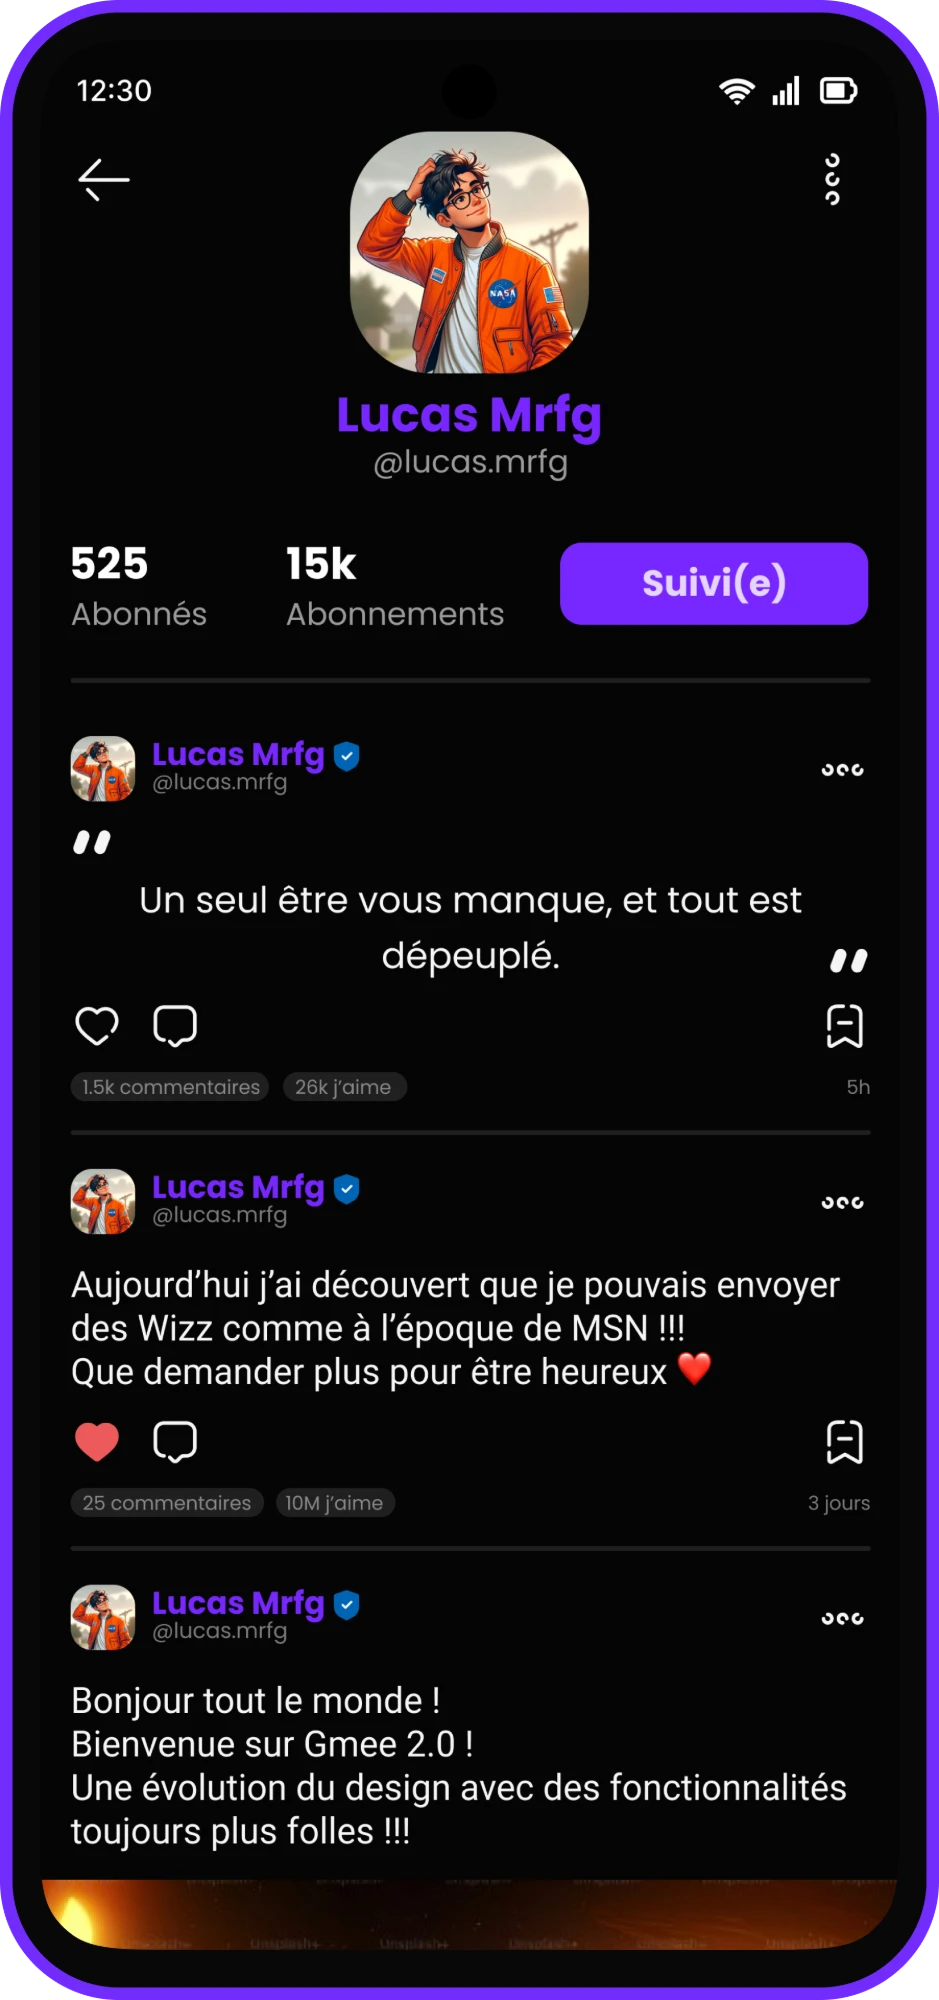 12:30
NASA
Lucas Mrfg
@lucas.mrfg
525
Abonnés
15k
Abonnements
Suivi(e)
Lucas Mrfg
@lucas.mrfg
Un seul être vous manque, et tout est
dépeuplé.
1.5k commentaires
26k j’aime
5h
Lucas Mrfg
@lucas.mrfg
Aujourd’hui j’ai découvert que je pouvais envoyer
des Wizz comme à l’époque de MSN !!!
Que demander plus pour être heureux ❤️
25 commentaires
10M j’aime
3 jours
Lucas Mrfg
@lucas.mrfg
Bonjour tout le monde !
Bienvenue sur Gmee 2.0 !
Une évolution du design avec des fonctionnalités
toujours plus folles !!!
Unsplash+ Unsplash+ Unsplash+